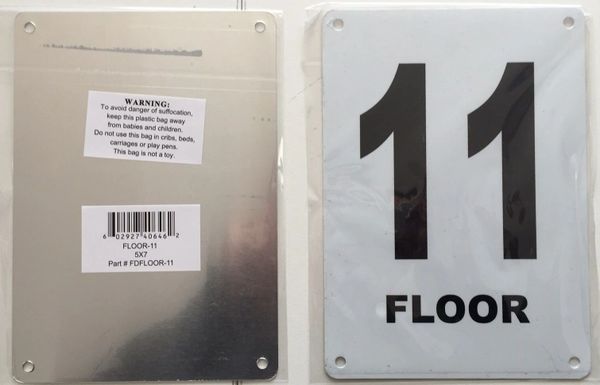 WARNING:
To avoid danger of suffocation,
keep this plastic bag away
from babies and children.
Do not use this bag in cribs, beds,
carriages or play pens.
This bag is not a toy.
6 02927 40646 2
FLOOR-11
5X7
Part # FDFLOOR-11
11
FLOOR